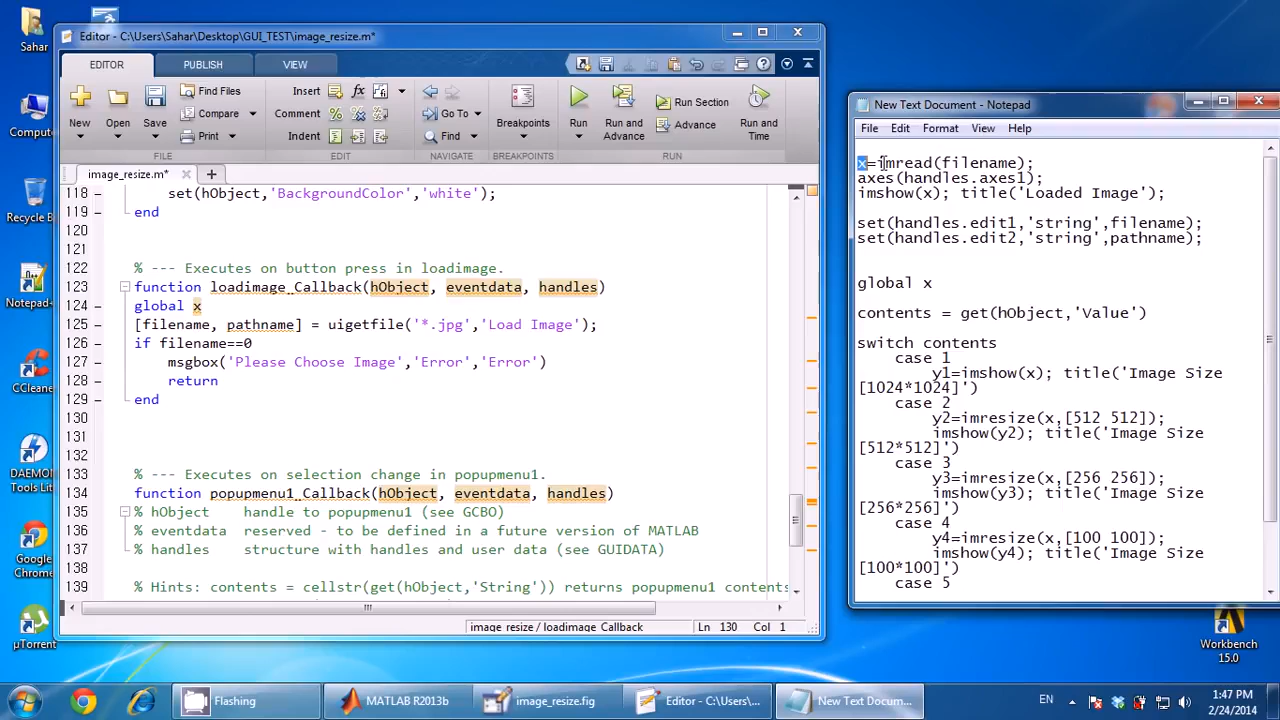 Sahar
Compute
Recycle B
Notepad-
CCleane
DAEMON
Tools Lite
Google
Chrome
µTorrent
Editor - C:\Users\Sahar\Desktop\GUI_TEST\image_resize.m*
EDITOR PUBLISH VIEW
New Open Save
Find Files
Compare
Print
Insert fx
Comment
Indent
Go To
Find
Breakpoints
Run Run and Advance
Run Section
Advance
Run and Time
FILE EDIT NAVIGATE BREAKPOINTS RUN
image_resize.m* +
118 set(hObject,'BackgroundColor','white');
119 end
120
121
122 % --- Executes on button press in loadimage.
123 function loadimage_Callback(hObject, eventdata, handles)
124 global x
125 [filename, pathname] = uigetfile('*.jpg','Load Image');
126 if filename==0
127 msgbox('Please Choose Image','Error','Error')
128 return
129 end
130
131
132
133 % --- Executes on selection change in popupmenu1.
134 function popupmenu1_Callback(hObject, eventdata, handles)
135 % hObject    handle to popupmenu1 (see GCBO)
136 % eventdata  reserved - to be defined in a future version of MATLAB
137 % handles    structure with handles and user data (see GUIDATA)
138
139 % Hints: contents = cellstr(get(hObject,'String')) returns popupmenu1 contents
image_resize / loadimage_Callback Ln 130 Col 1
New Text Document - Notepad
File Edit Format View Help
x=imread(filename);
axes(handles.axes1);
imshow(x); title('Loaded Image');
set(handles.edit1,'string',filename);
set(handles.edit2,'string',pathname);
global x
contents = get(hObject,'Value')
switch contents
case 1
y1=imshow(x); title('Image Size
[1024*1024]')
case 2
y2=imresize(x,[512 512]);
imshow(y2); title('Image Size
[512*512]')
case 3
y3=imresize(x,[256 256]);
imshow(y3); title('Image Size
[256*256]')
case 4
y4=imresize(x,[100 100]);
imshow(y4); title('Image Size
[100*100]')
case 5
Workbench
15.0
Flashing
MATLAB R2013b
image_resize.fig
Editor - C:\Users\...
New Text Docum...
EN
1:47 PM
2/24/2014